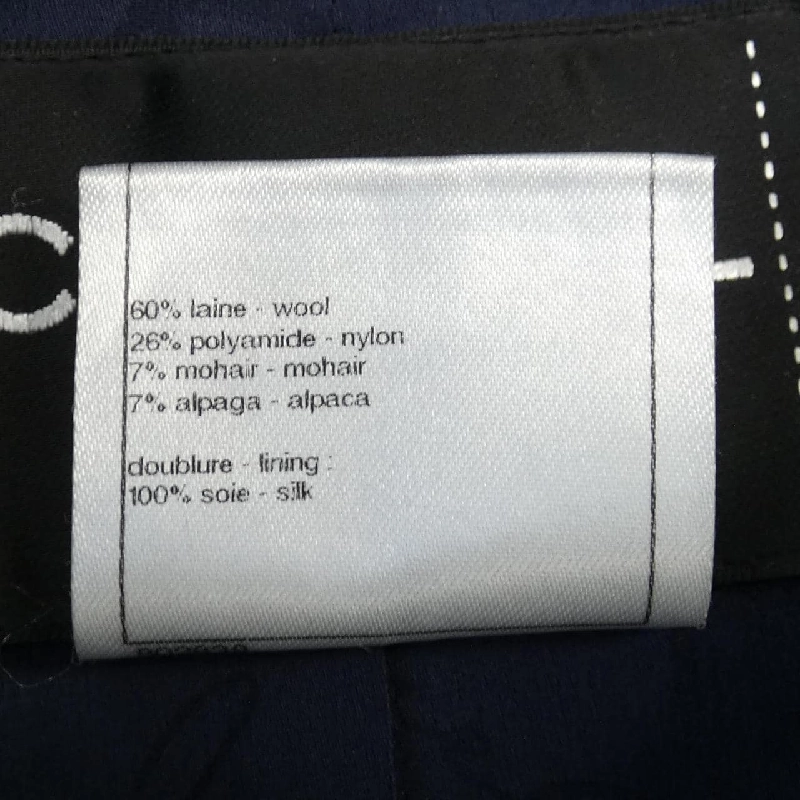 C
60% laine - wool
26% polyamide - nylon
7% mohair - mohair
7% alpaga - alpaca
doublure - lining :
100% soie - silk